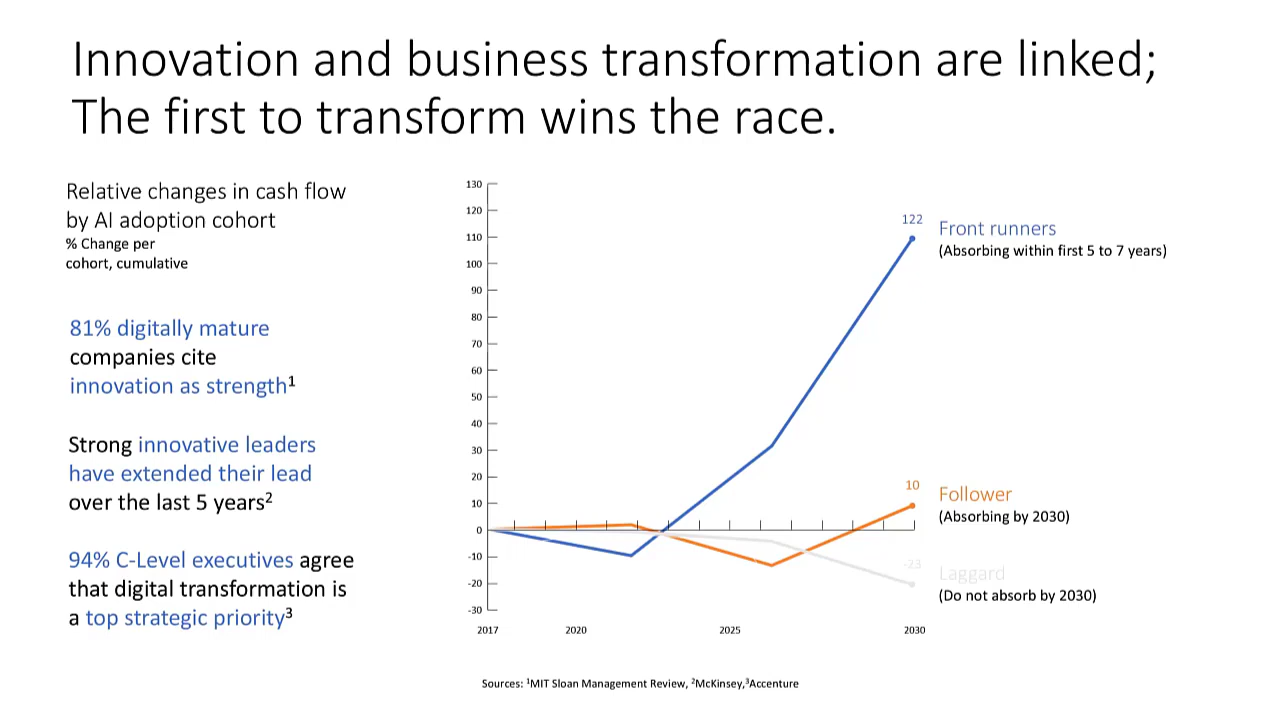 Innovation and business transformation are linked;
The first to transform wins the race.
Relative changes in cash flow
by AI adoption cohort
% Change per
cohort, cumulative
81% digitally mature
companies cite
innovation as strength¹
Strong innovative leaders
have extended their lead
over the last 5 years²
94% C-Level executives agree
that digital transformation is
a top strategic priority³
130
120
110
100
90
80
70
60
50
40
30
20
10
0
-10
-20
-30
2017 2020 2025 2030
122
Front runners
(Absorbing within first 5 to 7 years)
10
Follower
(Absorbing by 2030)
-23
Laggard
(Do not absorb by 2030)
Sources: ¹MIT Sloan Management Review, ²McKinsey,³Accenture